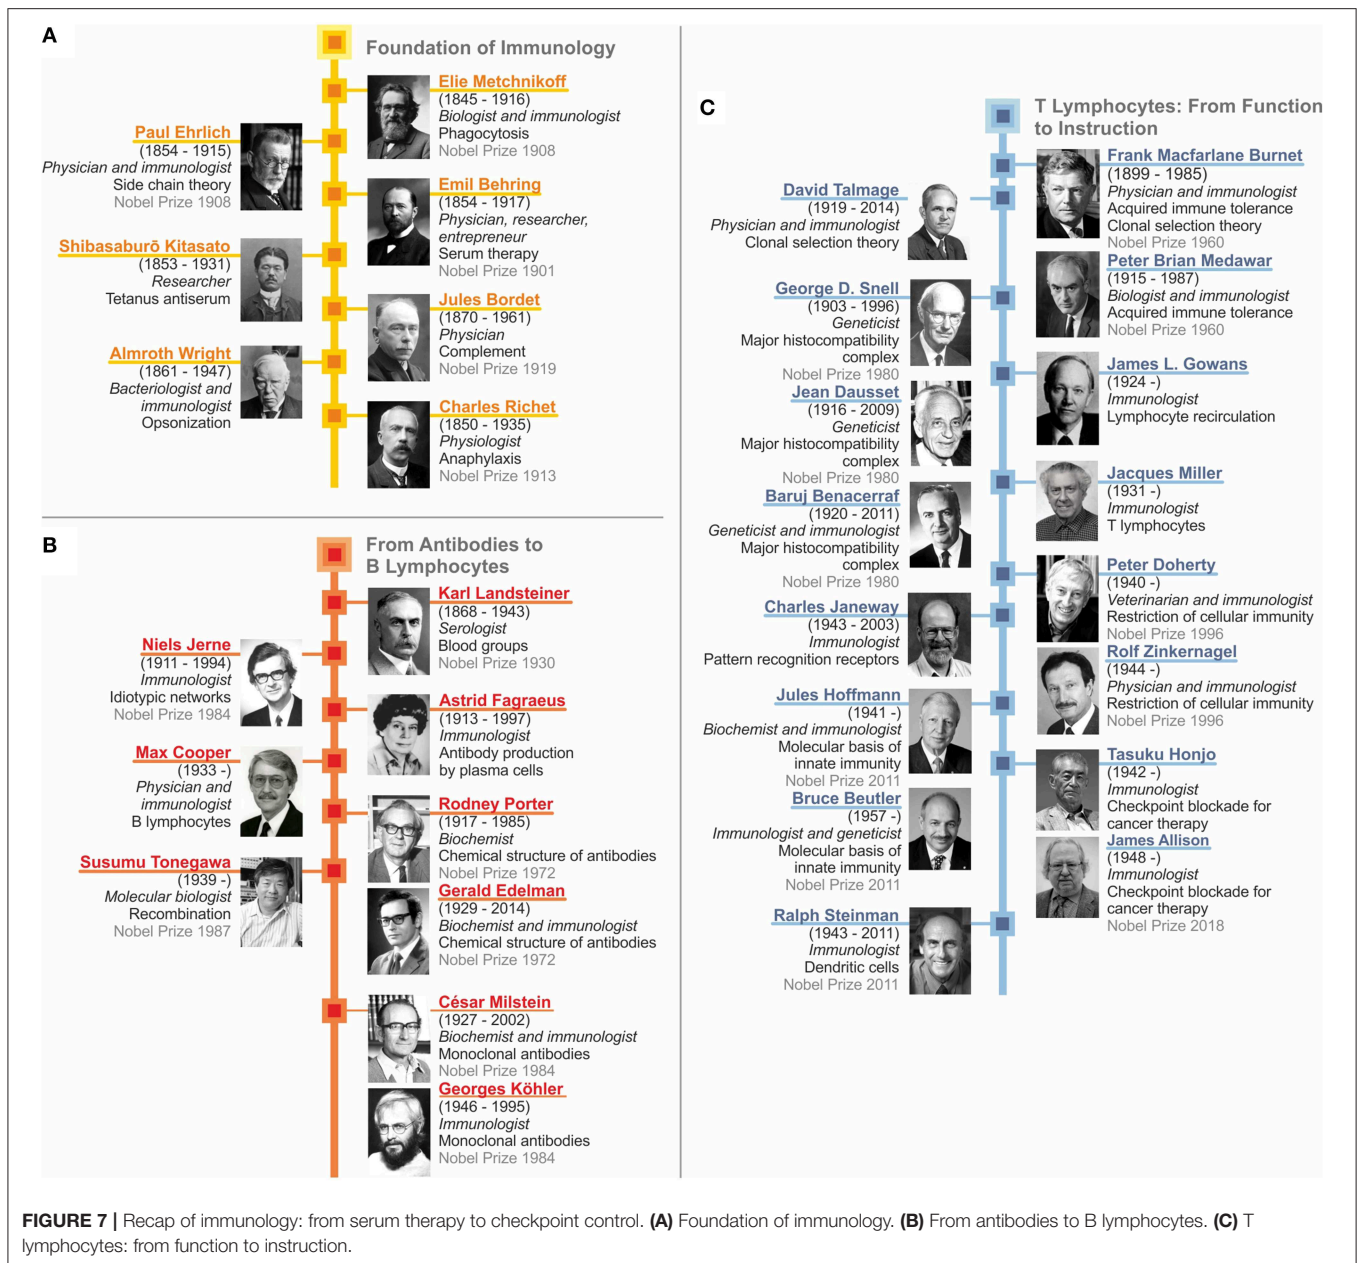 A
Foundation of Immunology
Elie Metchnikoff
(1845 - 1916)
Biologist and immunologist
Phagocytosis
Nobel Prize 1908
Paul Ehrlich
(1854 - 1915)
Physician and immunologist
Side chain theory
Nobel Prize 1908
Emil Behring
(1854 - 1917)
Physician, researcher,
entrepreneur
Serum therapy
Nobel Prize 1901
Shibasaburō Kitasato
(1853 - 1931)
Researcher
Tetanus antiserum
Jules Bordet
(1870 - 1961)
Physician
Complement
Nobel Prize 1919
Almroth Wright
(1861 - 1947)
Bacteriologist and
immunologist
Opsonization
Charles Richet
(1850 - 1935)
Physiologist
Anaphylaxis
Nobel Prize 1913
B
From Antibodies to
B Lymphocytes
Karl Landsteiner
(1868 - 1943)
Serologist
Blood groups
Nobel Prize 1930
Niels Jerne
(1911 - 1994)
Immunologist
Idiotypic networks
Nobel Prize 1984
Astrid Fagraeus
(1913 - 1997)
Immunologist
Antibody production
by plasma cells
Max Cooper
(1933 -)
Physician and
immunologist
B lymphocytes
Rodney Porter
(1917 - 1985)
Biochemist
Chemical structure of antibodies
Nobel Prize 1972
Susumu Tonegawa
(1939 -)
Molecular biologist
Recombination
Nobel Prize 1987
Gerald Edelman
(1929 - 2014)
Biochemist and immunologist
Chemical structure of antibodies
Nobel Prize 1972
César Milstein
(1927 - 2002)
Biochemist and immunologist
Monoclonal antibodies
Nobel Prize 1984
Georges Köhler
(1946 - 1995)
Immunologist
Monoclonal antibodies
Nobel Prize 1984
C
T Lymphocytes: From Function
to Instruction
Frank Macfarlane Burnet
(1899 - 1985)
Physician and immunologist
Acquired immune tolerance
Clonal selection theory
Nobel Prize 1960
David Talmage
(1919 - 2014)
Physician and immunologist
Clonal selection theory
Peter Brian Medawar
(1915 - 1987)
Biologist and immunologist
Acquired immune tolerance
Nobel Prize 1960
George D. Snell
(1903 - 1996)
Geneticist
Major histocompatibility
complex
Nobel Prize 1980
James L. Gowans
(1924 -)
Immunologist
Lymphocyte recirculation
Jean Dausset
(1916 - 2009)
Geneticist
Major histocompatibility
complex
Nobel Prize 1980
Jacques Miller
(1931 -)
Immunologist
T lymphocytes
Baruj Benacerraf
(1920 - 2011)
Geneticist and immunologist
Major histocompatibility
complex
Nobel Prize 1980
Peter Doherty
(1940 -)
Veterinarian and immunologist
Restriction of cellular immunity
Nobel Prize 1996
Charles Janeway
(1943 - 2003)
Immunologist
Pattern recognition receptors
Rolf Zinkernagel
(1944 -)
Physician and immunologist
Restriction of cellular immunity
Nobel Prize 1996
Jules Hoffmann
(1941 -)
Biochemist and immunologist
Molecular basis of
innate immunity
Nobel Prize 2011
Tasuku Honjo
(1942 -)
Immunologist
Checkpoint blockade for
cancer therapy
Bruce Beutler
(1957 -)
Immunologist and geneticist
Molecular basis of
innate immunity
Nobel Prize 2011
James Allison
(1948 -)
Immunologist
Checkpoint blockade for
cancer therapy
Nobel Prize 2018
Ralph Steinman
(1943 - 2011)
Immunologist
Dendritic cells
Nobel Prize 2011
FIGURE 7 | Recap of immunology: from serum therapy to checkpoint control. (A) Foundation of immunology. (B) From antibodies to B lymphocytes. (C) T
lymphocytes: from function to instruction.